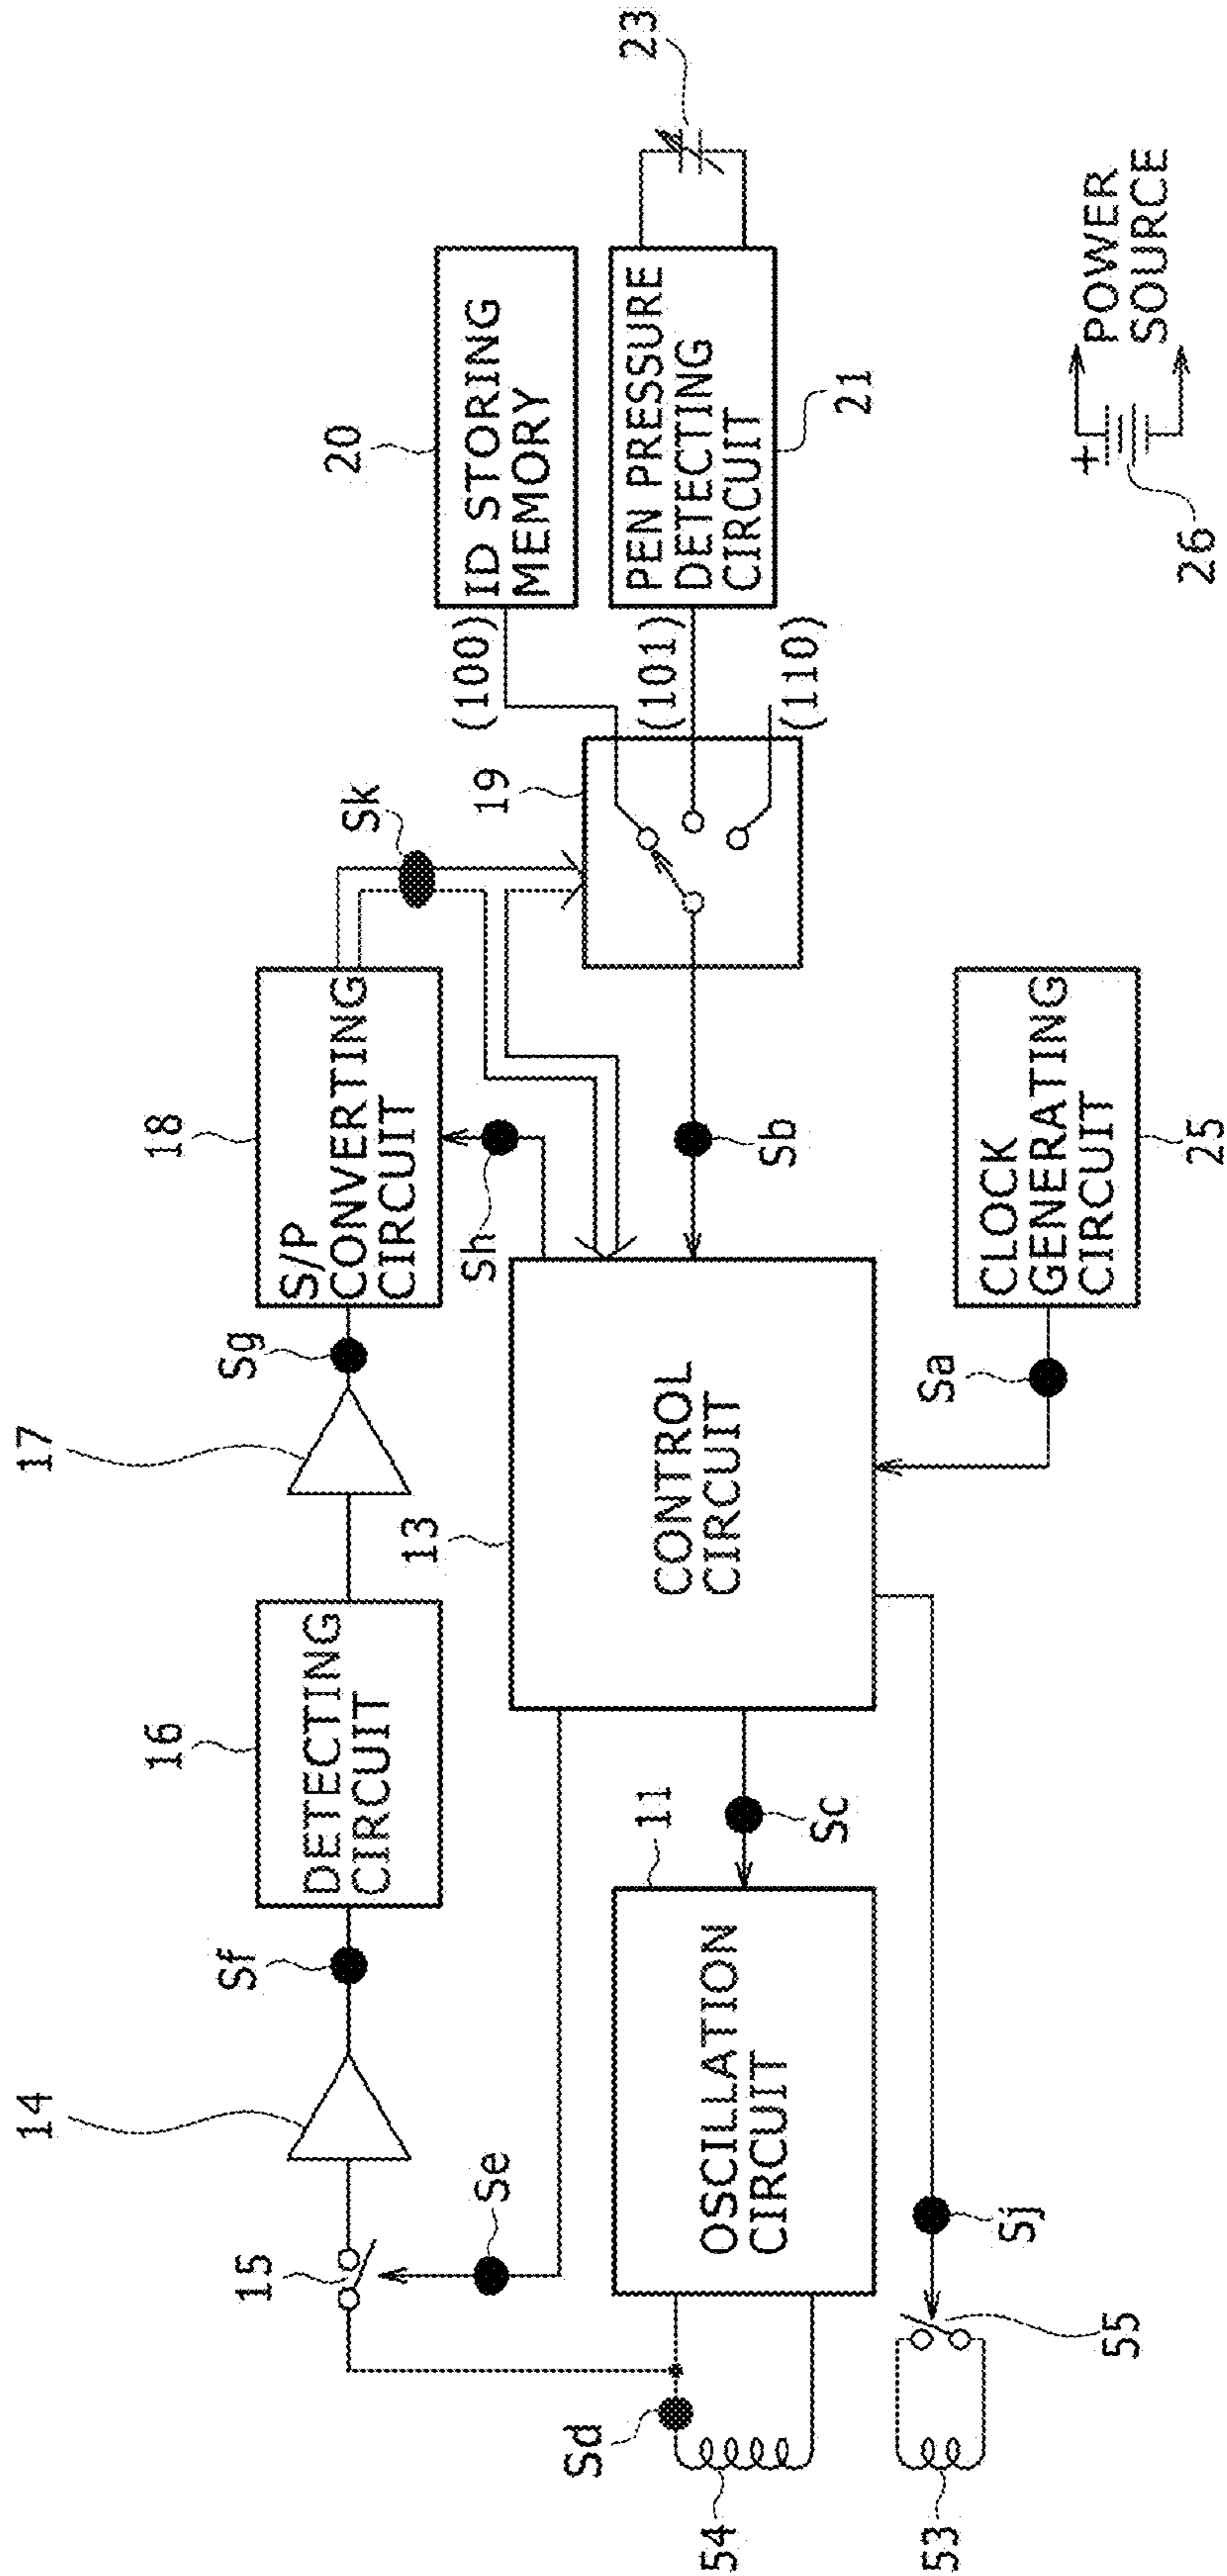 14
17
15
Sf
16
DETECTING
CIRCUIT
Sg
18
S/P
CONVERTING
CIRCUIT
Sk
20
ID STORING
MEMORY
(100)
Se
13
CONTROL
CIRCUIT
Sh
19
(101)
(110)
PEN PRESSURE
DETECTING
CIRCUIT
21
23
Sd
54
11
OSCILLATION
CIRCUIT
Sc
Sb
53
55
Sj
Sa
CLOCK
GENERATING
CIRCUIT
25
26
+
POWER
SOURCE